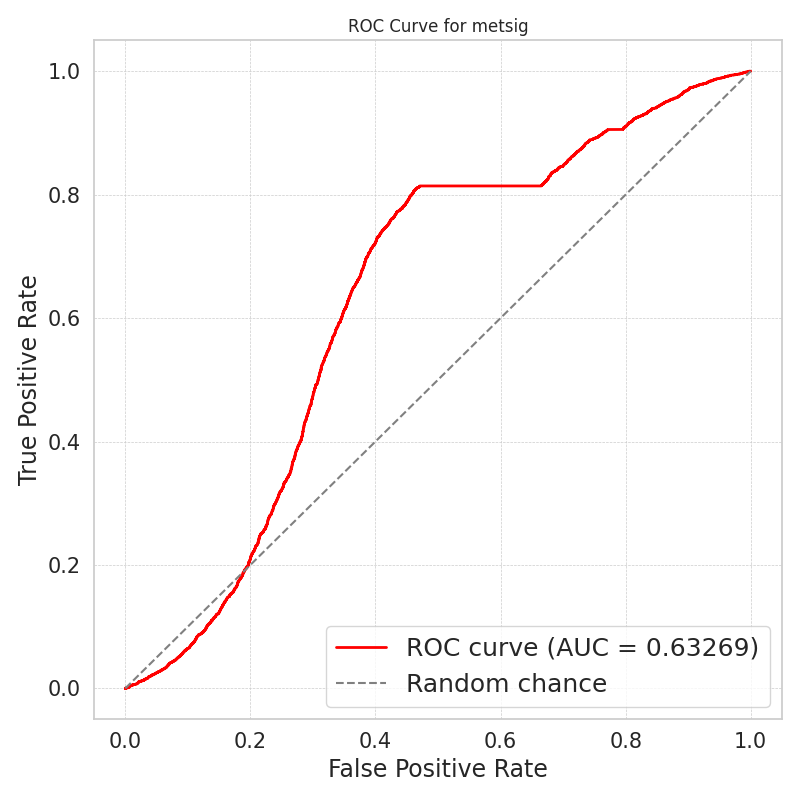 ROC Curve for metsig
1.0
0.8
0.6
0.4
0.2
0.0
True Positive Rate
ROC curve (AUC = 0.63269)
Random chance
0.0 0.2 0.4 0.6 0.8 1.0
False Positive Rate